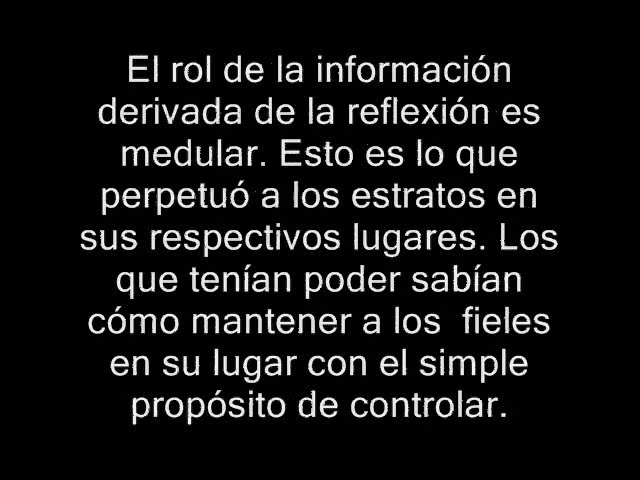 El rol de la información
derivada de la reflexión es
medular. Esto es lo que
perpetuó a los estratos en
sus respectivos lugares. Los
que tenían poder sabían
cómo mantener a los  fieles
en su lugar con el simple
propósito de controlar.